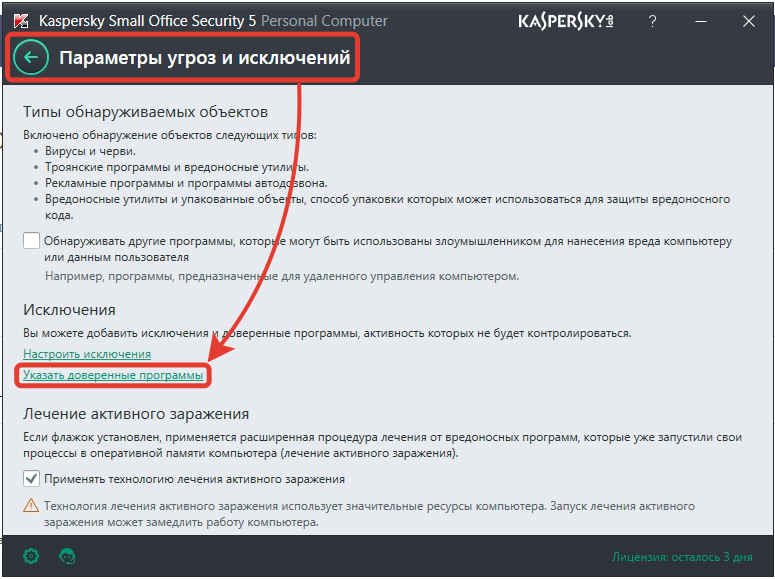 Kaspersky Small Office Security 5 Personal Computer
KASPERSKY lab
?
Параметры угроз и исключений
Типы обнаруживаемых объектов
Включено обнаружение объектов следующих типов:
• Вирусы и черви.
• Троянские программы и вредоносные утилиты.
• Рекламные программы и программы автодозвона.
• Вредоносные утилиты и упакованные объекты, способ упаковки которых может использоваться для защиты вредоносного
кода.
Обнаруживать другие программы, которые могут быть использованы злоумышленником для нанесения вреда компьютеру
или данным пользователя
Например, программы, предназначенные для удаленного управления компьютером.
Исключения
Вы можете добавить исключения и доверенные программы, активность которых не будет контролироваться.
Настроить исключения
Указать доверенные программы
Лечение активного заражения
Если флажок установлен, применяется расширенная процедура лечения от вредоносных программ, которые уже запустили свои
процессы в оперативной памяти компьютера (лечение активного заражения).
Применять технологию лечения активного заражения
Технология лечения активного заражения использует значительные ресурсы компьютера. Запуск лечения активного
заражения может замедлить работу компьютера.
Лицензия: осталось 3 дня